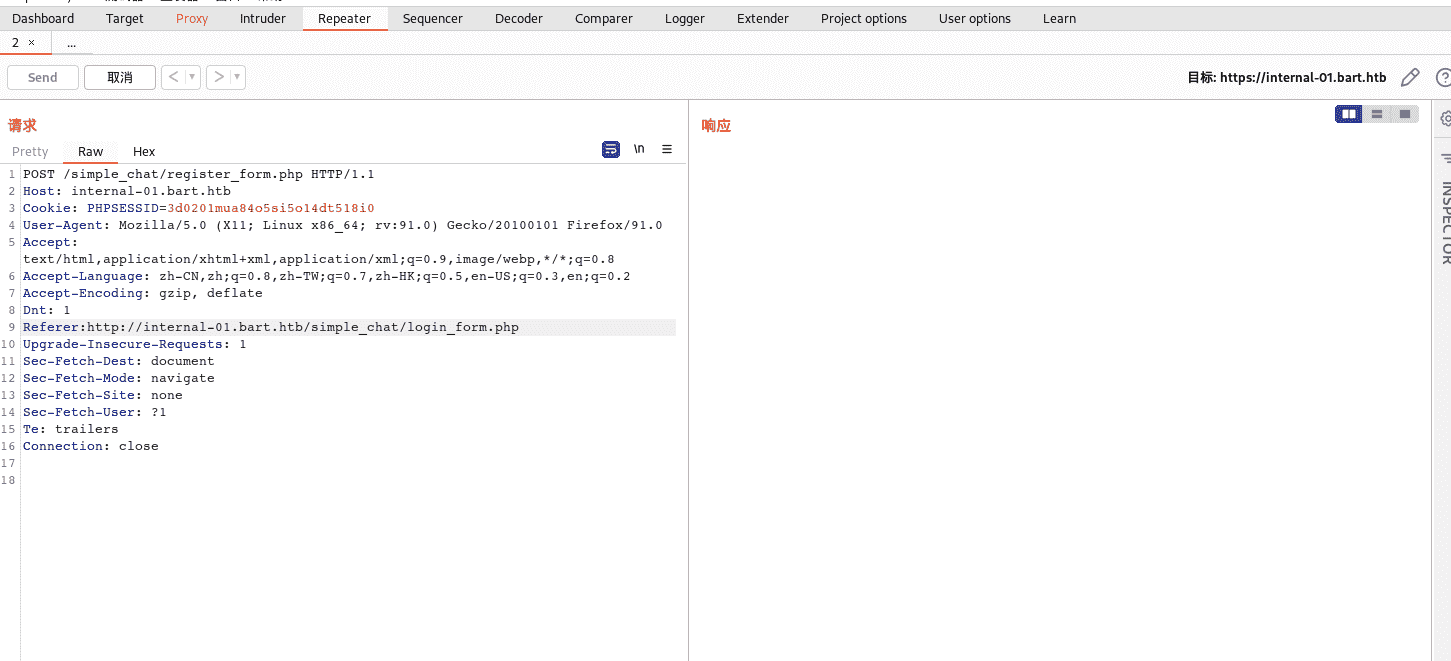 Dashboard Target Proxy Intruder Repeater Sequencer Decoder Comparer Logger Extender Project options User options Learn
2 × ...
Send 取消 < ▾ > ▾ 目标: https://internal-01.bart.htb
请求 响应
Pretty Raw Hex \n
1 POST /simple_chat/register_form.php HTTP/1.1
2 Host: internal-01.bart.htb
3 Cookie: PHPSESSID=3d0201mua84o5si5o14dt518i0
4 User-Agent: Mozilla/5.0 (X11; Linux x86_64; rv:91.0) Gecko/20100101 Firefox/91.0
5 Accept:
text/html,application/xhtml+xml,application/xml;q=0.9,image/webp,*/*;q=0.8
6 Accept-Language: zh-CN,zh;q=0.8,zh-TW;q=0.7,zh-HK;q=0.5,en-US;q=0.3,en;q=0.2
7 Accept-Encoding: gzip, deflate
8 Dnt: 1
9 Referer:http://internal-01.bart.htb/simple_chat/login_form.php
10 Upgrade-Insecure-Requests: 1
11 Sec-Fetch-Dest: document
12 Sec-Fetch-Mode: navigate
13 Sec-Fetch-Site: none
14 Sec-Fetch-User: ?1
15 Te: trailers
16 Connection: close
17
18
INSPECTOR